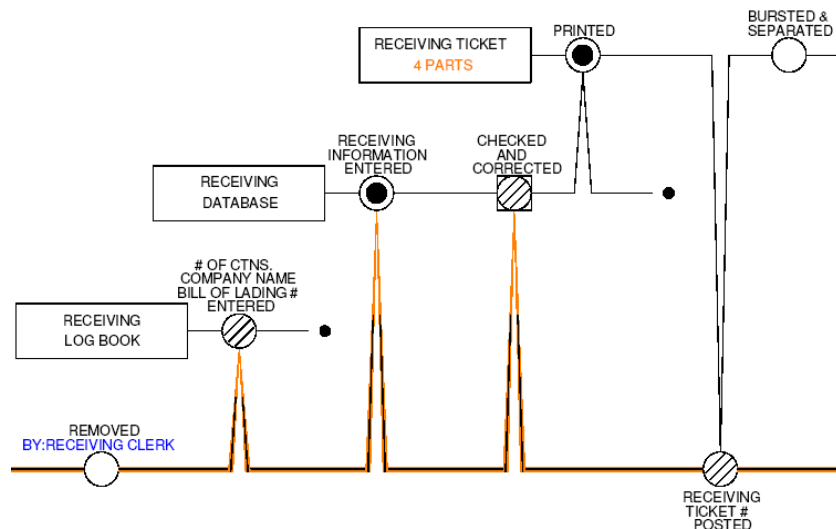 BURSTED &
SEPARATED
PRINTED
RECEIVING TICKET
4 PARTS
RECEIVING
INFORMATION
ENTERED
CHECKED
AND
CORRECTED
RECEIVING
DATABASE
# OF CTNS.
COMPANY NAME
BILL OF LADING #
ENTERED
RECEIVING
LOG BOOK
REMOVED
BY:RECEIVING CLERK
RECEIVING
TICKET #
POSTED